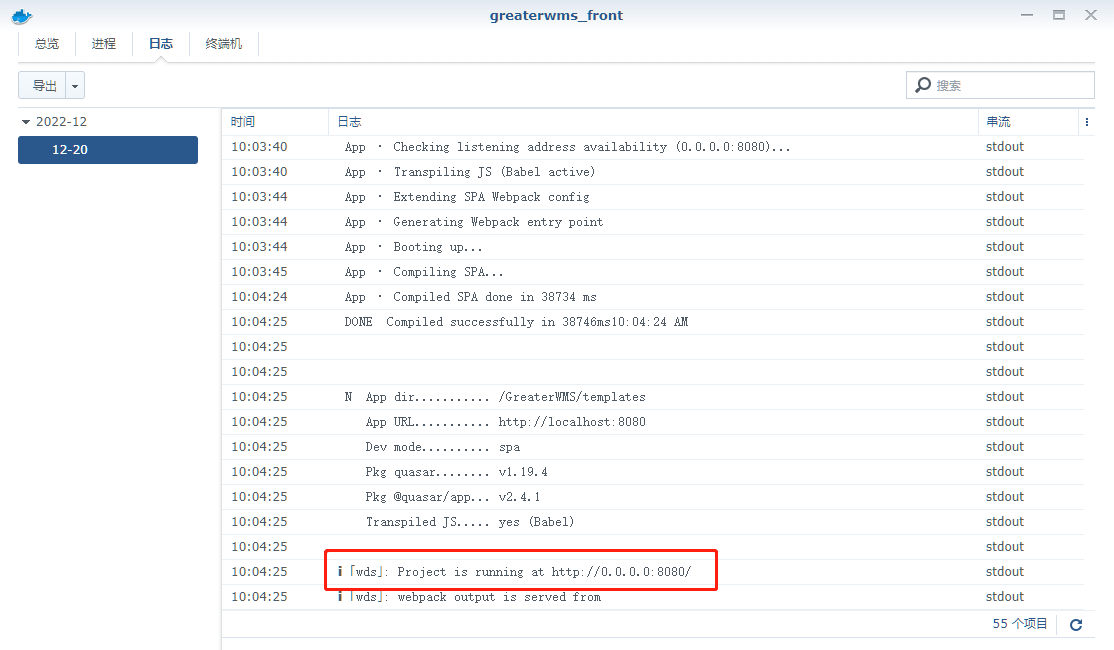 greaterwms_front
总览 进程 日志 终端机
导出 搜索
2022-12
12-20
时间 日志 串流
10:03:40 App · Checking listening address availability (0.0.0.0:8080)... stdout
10:03:40 App · Transpiling JS (Babel active) stdout
10:03:44 App · Extending SPA Webpack config stdout
10:03:44 App · Generating Webpack entry point stdout
10:03:44 App · Booting up... stdout
10:03:45 App · Compiling SPA... stdout
10:04:24 App · Compiled SPA done in 38734 ms stdout
10:04:25 DONE Compiled successfully in 38746ms10:04:24 AM stdout
10:04:25 stdout
10:04:25 stdout
10:04:25 N App dir........... /GreaterWMS/templates stdout
10:04:25 App URL........... http://localhost:8080 stdout
10:04:25 Dev mode.......... spa stdout
10:04:25 Pkg quasar........ v1.19.4 stdout
10:04:25 Pkg @quasar/app... v2.4.1 stdout
10:04:25 Transpiled JS..... yes (Babel) stdout
10:04:25 stdout
10:04:25 ℹ ｢wds｣: Project is running at http://0.0.0.0:8080/ stdout
10:04:25 ℹ ｢wds｣: webpack output is served from stdout
55 个项目